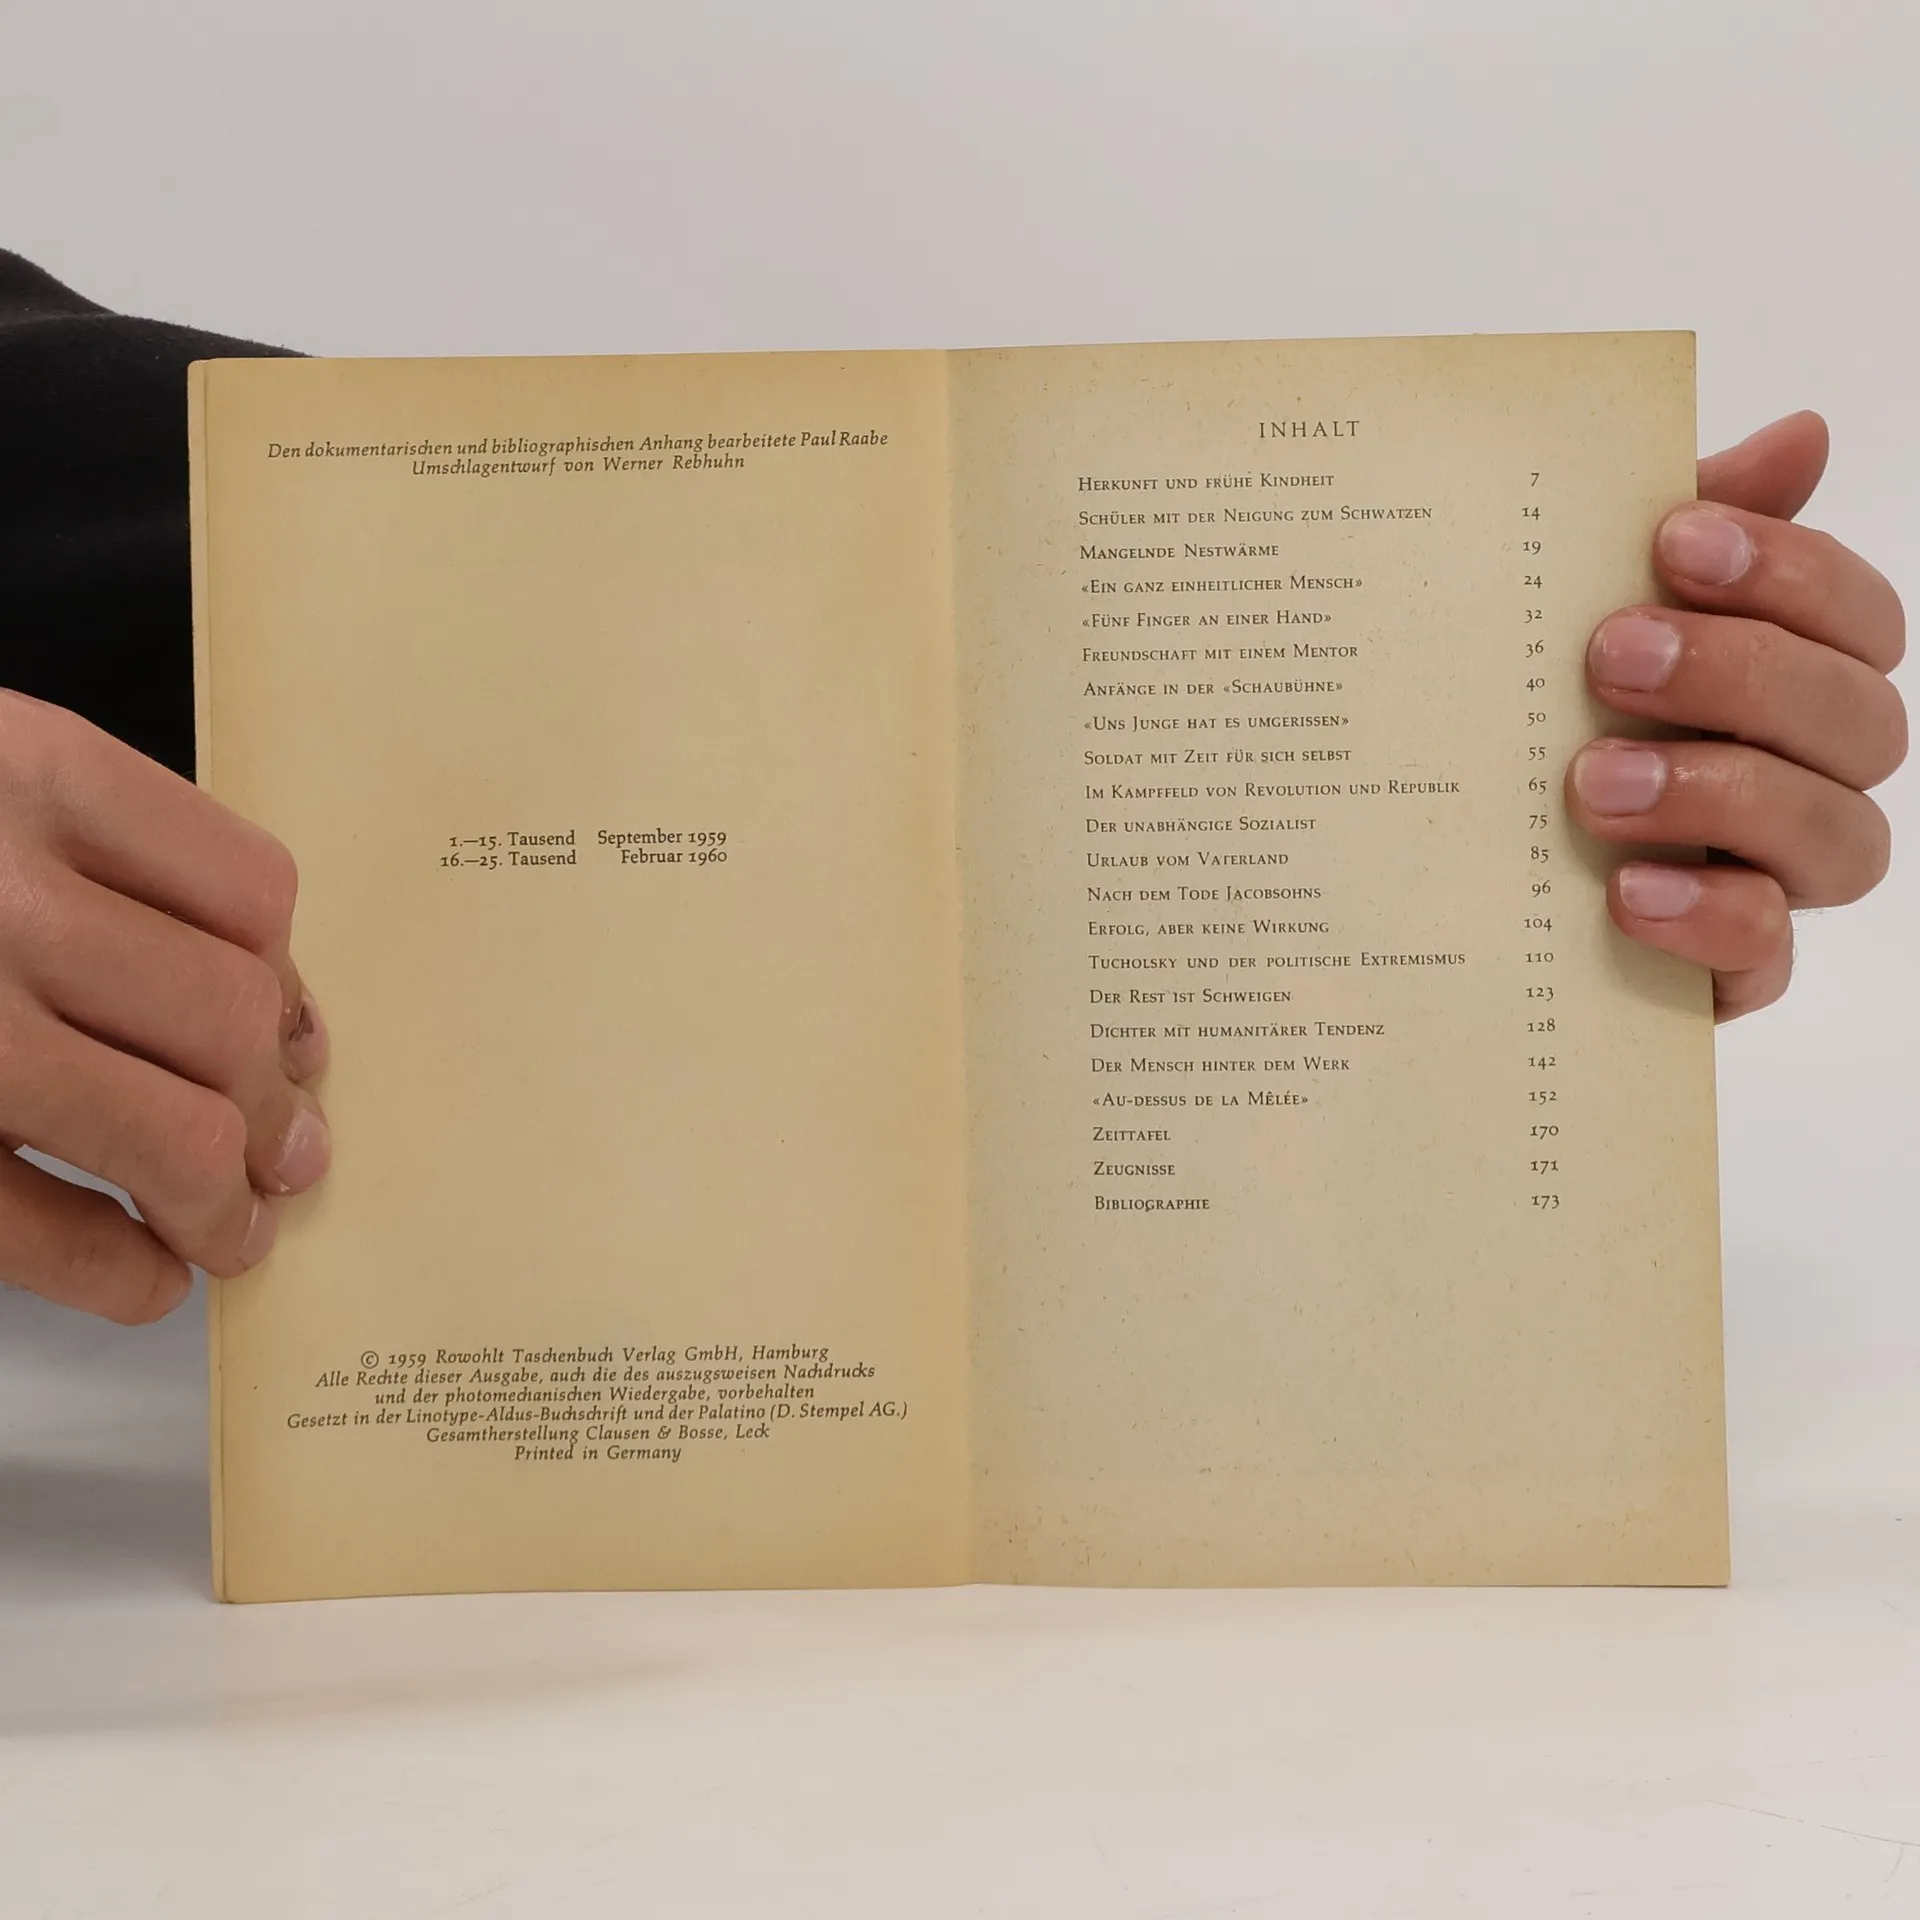 Den dokumentarischen und bibliographischen Anhang bearbeitete Paul Raabe
Umschlagentwurf von Werner Rebhuhn
1.—15. Tausend September 1959
16.—25. Tausend Februar 1960
© 1959 Rowohlt Taschenbuch Verlag GmbH, Hamburg
Alle Rechte dieser Ausgabe, auch die des auszugsweisen Nachdrucks
und der photomechanischen Wiedergabe, vorbehalten
Gesetzt in der Linotype-Aldus-Buchschrift und der Palatino (D. Stempel AG.)
Gesamtherstellung Clausen & Bosse, Leck
Printed in Germany
INHALT
Herkunft und frühe Kindheit 7
Schüler mit der Neigung zum Schwatzen 14
Mangelnde Nestwärme 19
«Ein ganz einheitlicher Mensch» 24
«Fünf Finger an einer Hand» 32
Freundschaft mit einem Mentor 36
Anfänge in der «Schaubühne» 40
«Uns Junge hat es umgerissen» 50
Soldat mit Zeit für sich selbst 55
Im Kampffeld von Revolution und Republik 65
Der unabhängige Sozialist 75
Urlaub vom Vaterland 85
Nach dem Tode Jacobsohns 96
Erfolg, aber keine Wirkung 104
Tucholsky und der politische Extremismus 110
Der Rest ist Schweigen 123
Dichter mit humanitärer Tendenz 128
Der Mensch hinter dem Werk 142
«Au-dessus de la Mêlée» 152
Zeittafel 170
Zeugnisse 171
Bibliographie 173